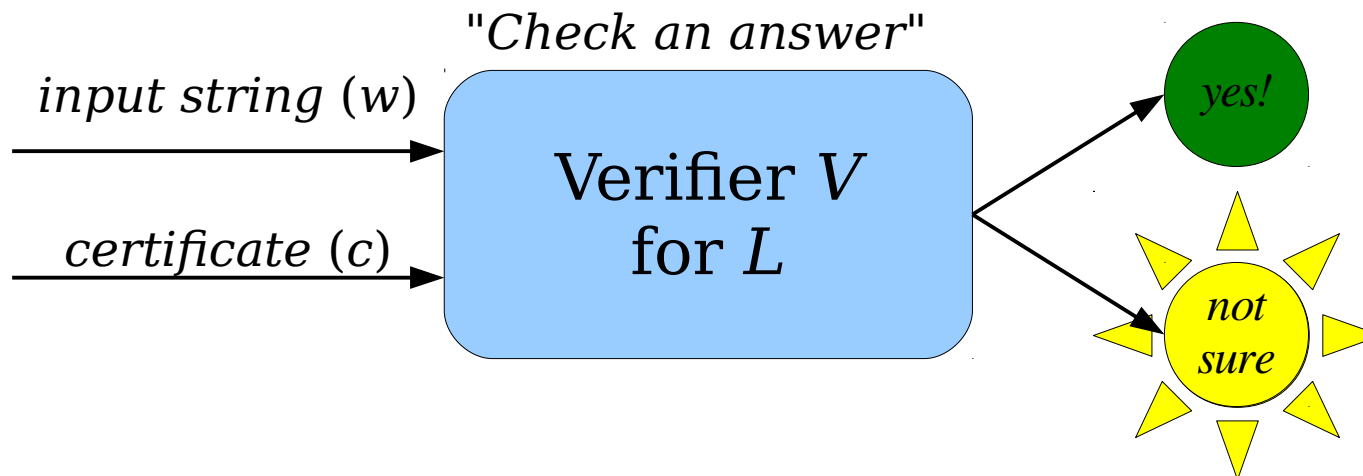 "Check an answer"
input string (w)
certificate (c)
Verifier V
for L
yes!
not
sure